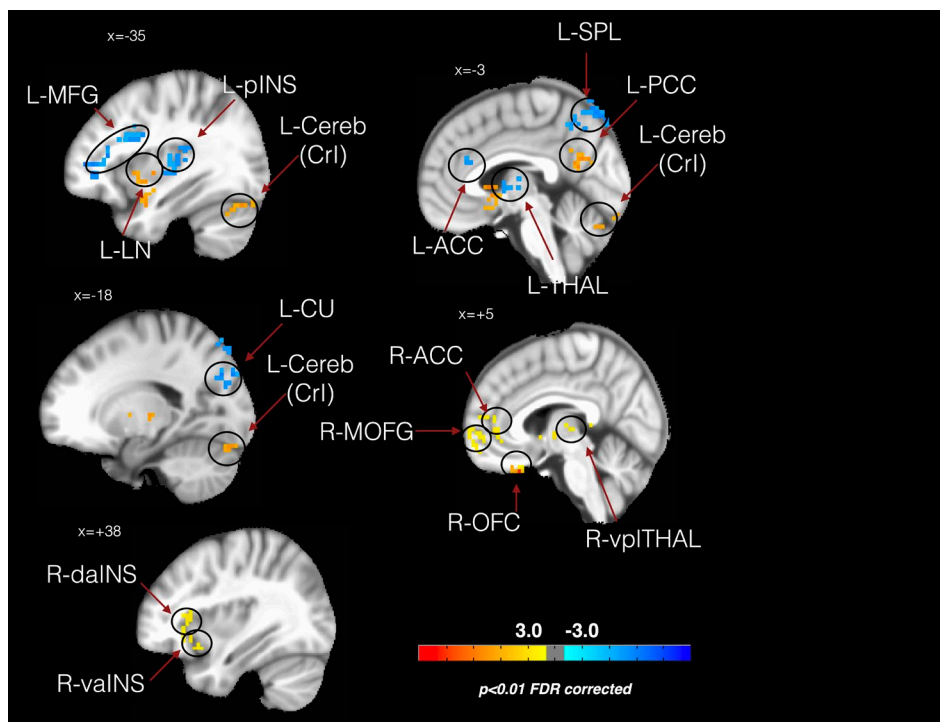 x=-35
L-MFG
L-pINS
L-Cereb
(CrI)
L-LN
x=-3
L-SPL
L-PCC
L-Cereb
(CrI)
L-ACC
L-THAL
x=-18
L-CU
L-Cereb
(CrI)
x=+5
R-ACC
R-MOFG
R-OFC
R-vplTHAL
x=+38
R-daINS
R-vaINS
3.0 -3.0
p<0.01 FDR corrected